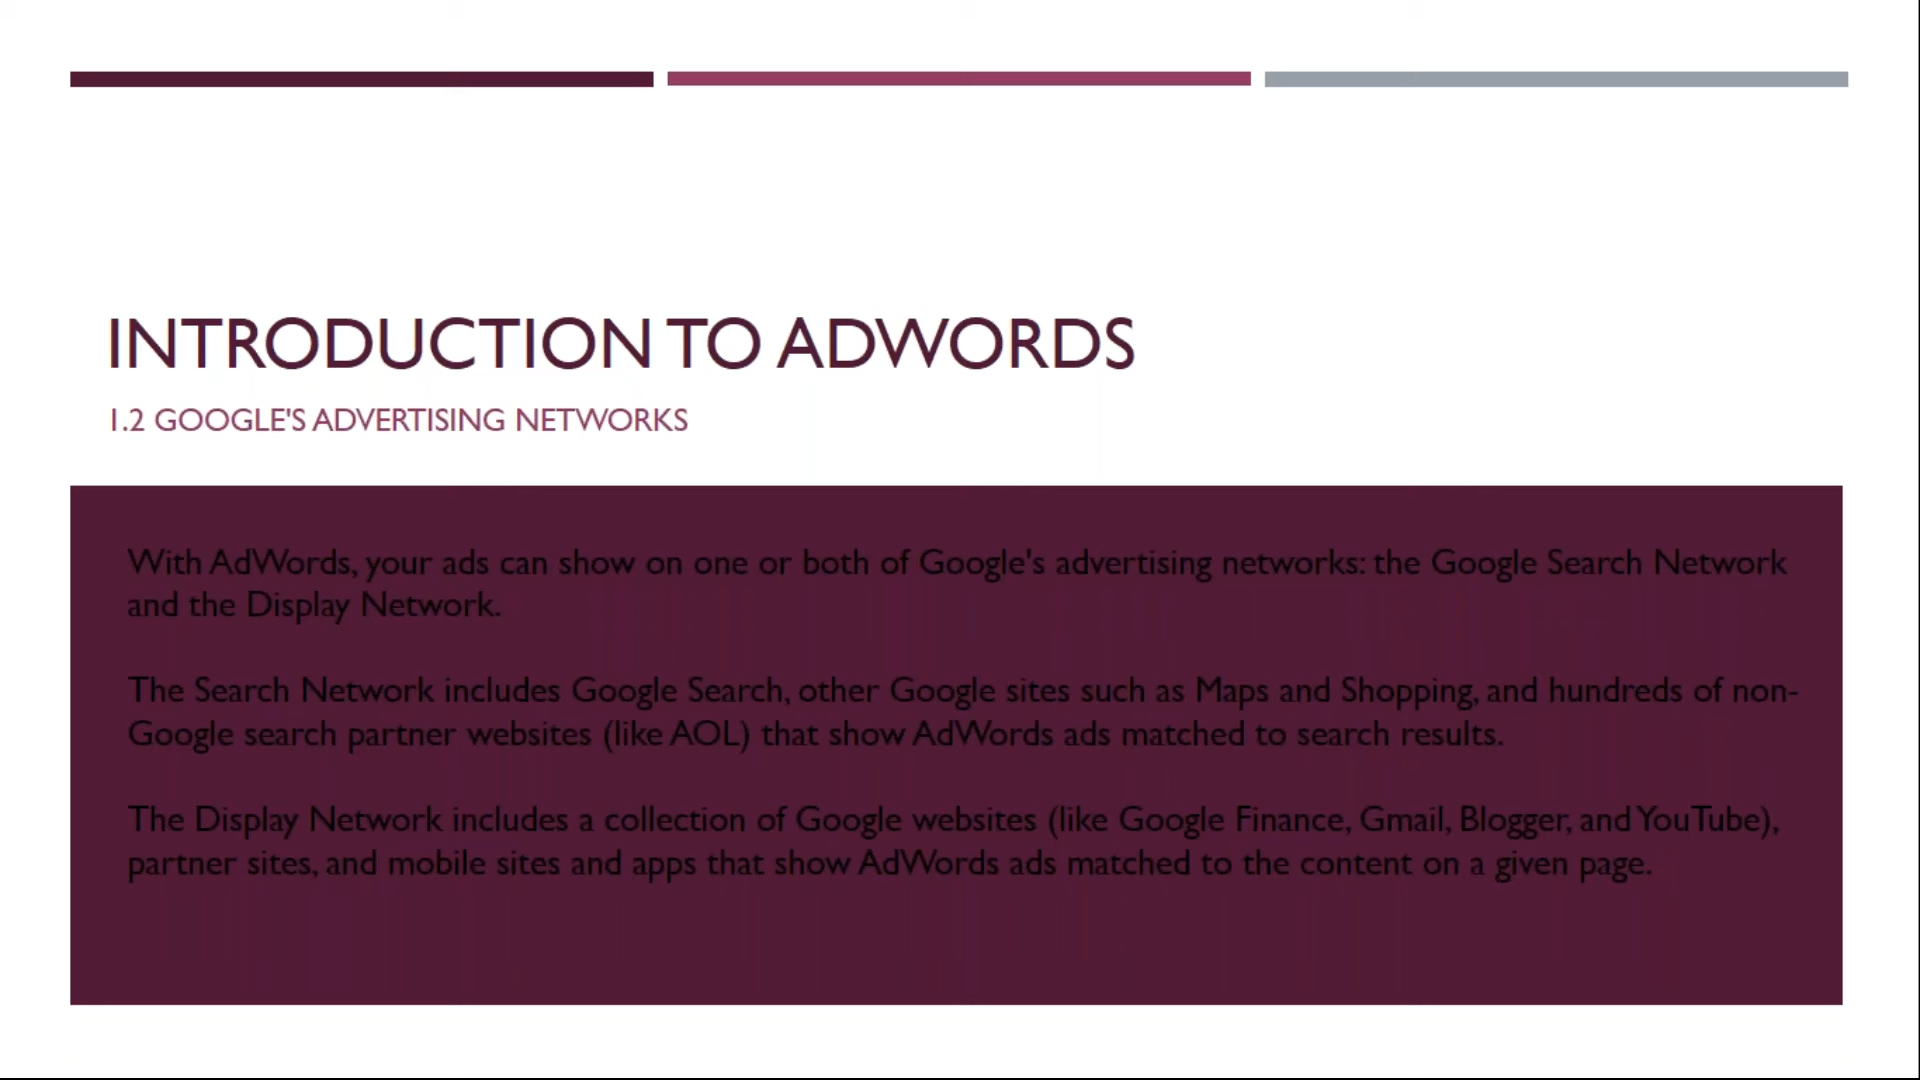 INTRODUCTION TO ADWORDS
1.2 GOOGLE'S ADVERTISING NETWORKS
With AdWords, your ads can show on one or both of Google's advertising networks: the Google Search Network
and the Display Network.
The Search Network includes Google Search, other Google sites such as Maps and Shopping, and hundreds of non-
Google search partner websites (like AOL) that show AdWords ads matched to search results.
The Display Network includes a collection of Google websites (like Google Finance, Gmail, Blogger, and YouTube),
partner sites, and mobile sites and apps that show AdWords ads matched to the content on a given page.